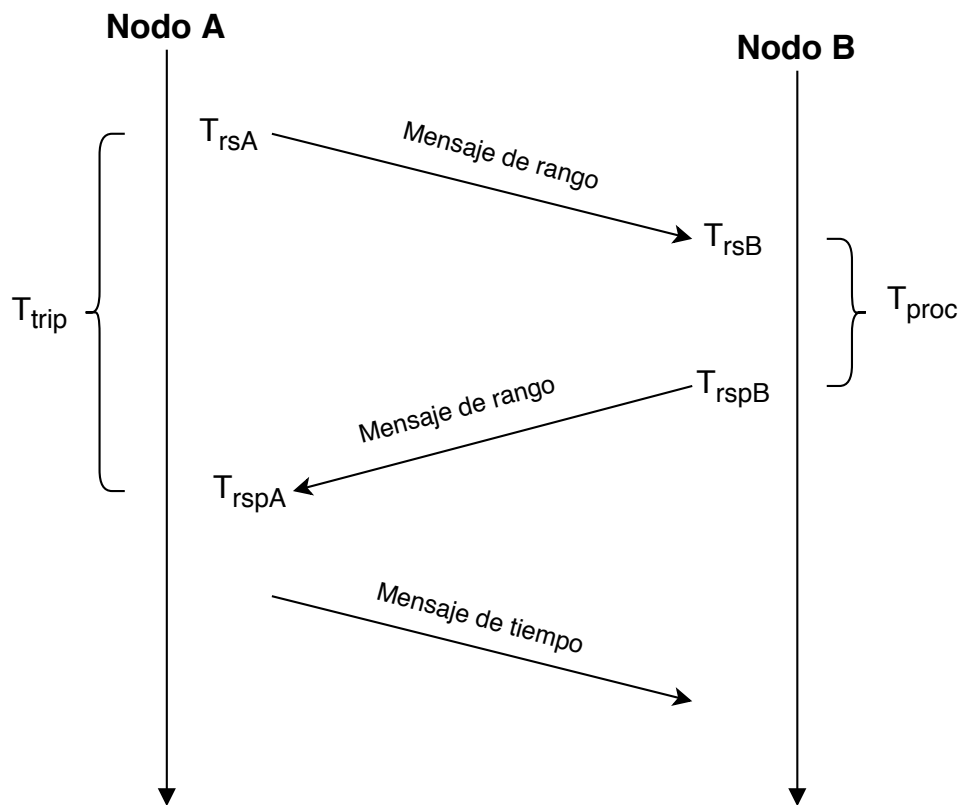 Nodo A
Nodo B
TrsA
Mensaje de rango
TrsB
Ttrip
Tproc
TrspB
Mensaje de rango
TrspA
Mensaje de tiempo